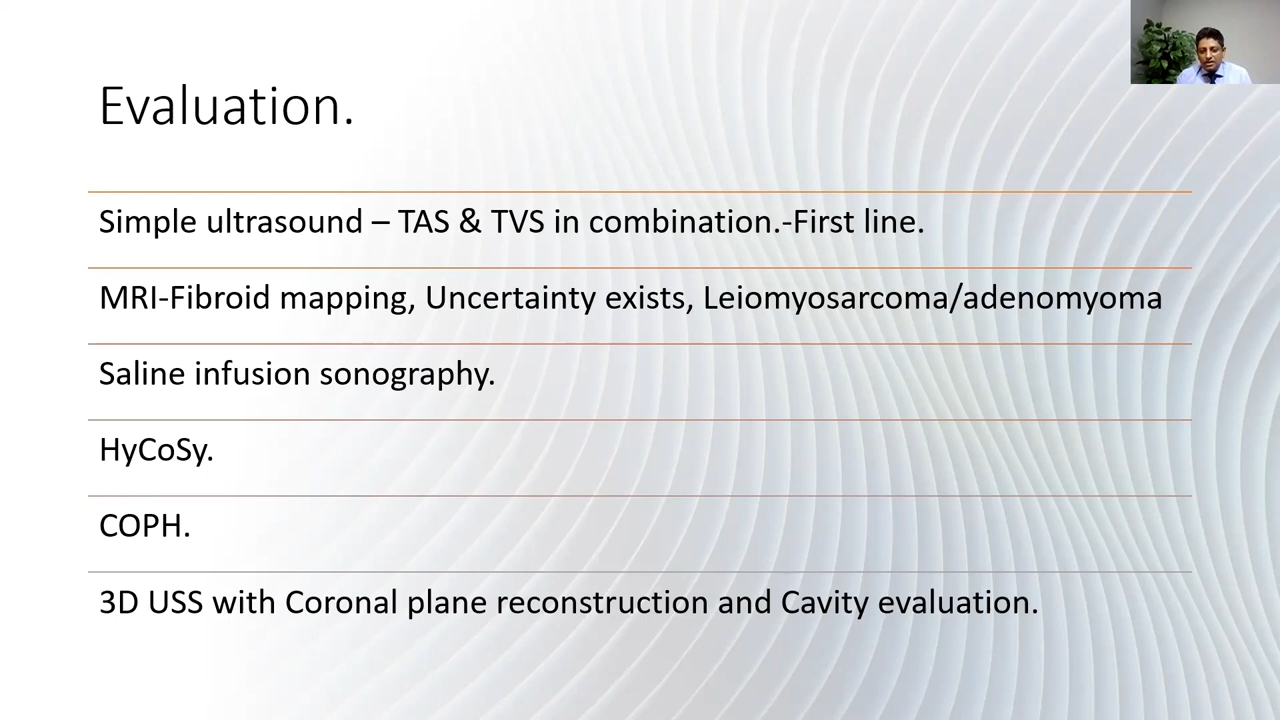 Evaluation.
Simple ultrasound – TAS & TVS in combination.-First line.
MRI-Fibroid mapping, Uncertainty exists, Leiomyosarcoma/adenomyoma
Saline infusion sonography.
HyCoSy.
COPH.
3D USS with Coronal plane reconstruction and Cavity evaluation.